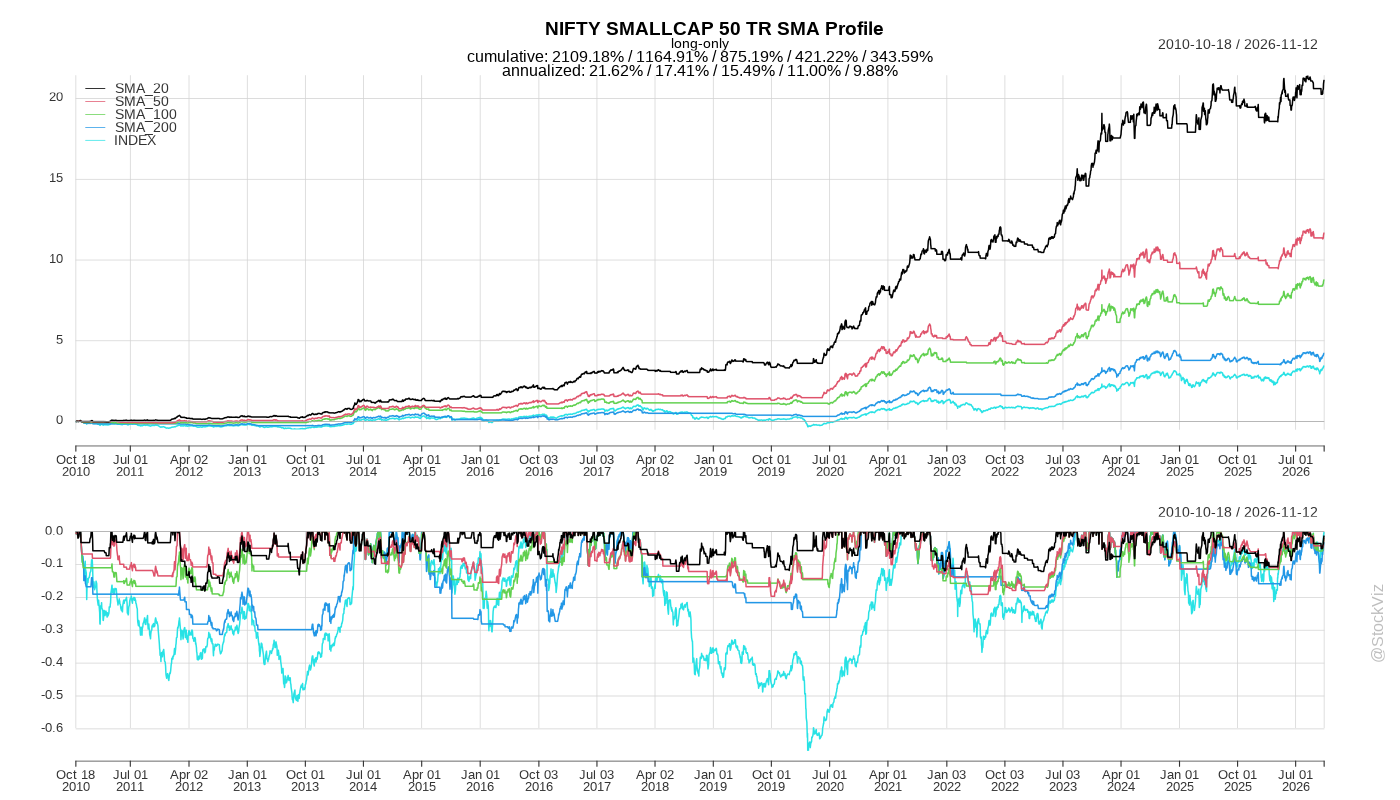 NIFTY SMALLCAP 50 TR SMA Profile
long-only
2010-10-18 / 2026-11-12
cumulative: 2109.18% / 1164.91% / 875.19% / 421.22% / 343.59%
annualized: 21.62% / 17.41% / 15.49% / 11.00% / 9.88%
SMA_20
SMA_50
SMA_100
SMA_200
INDEX
20
15
10
5
0
Oct 18 Jul 01 Apr 02 Jan 01 Oct 01 Jul 01 Apr 01 Jan 01 Oct 03 Jul 03 Apr 02 Jan 01 Oct 01 Jul 01 Apr 01 Jan 03 Oct 03 Jul 03 Apr 01 Jan 01 Oct 01 Jul 01
2010 2011 2012 2013 2013 2014 2015 2016 2016 2017 2018 2019 2019 2020 2021 2022 2022 2023 2024 2025 2025 2026
2010-10-18 / 2026-11-12
0.0
-0.1
-0.2
-0.3
-0.4
-0.5
-0.6
Oct 18 Jul 01 Apr 02 Jan 01 Oct 01 Jul 01 Apr 01 Jan 01 Oct 03 Jul 03 Apr 02 Jan 01 Oct 01 Jul 01 Apr 01 Jan 03 Oct 03 Jul 03 Apr 01 Jan 01 Oct 01 Jul 01
2010 2011 2012 2013 2013 2014 2015 2016 2016 2017 2018 2019 2019 2020 2021 2022 2022 2023 2024 2025 2025 2026
@StockViz